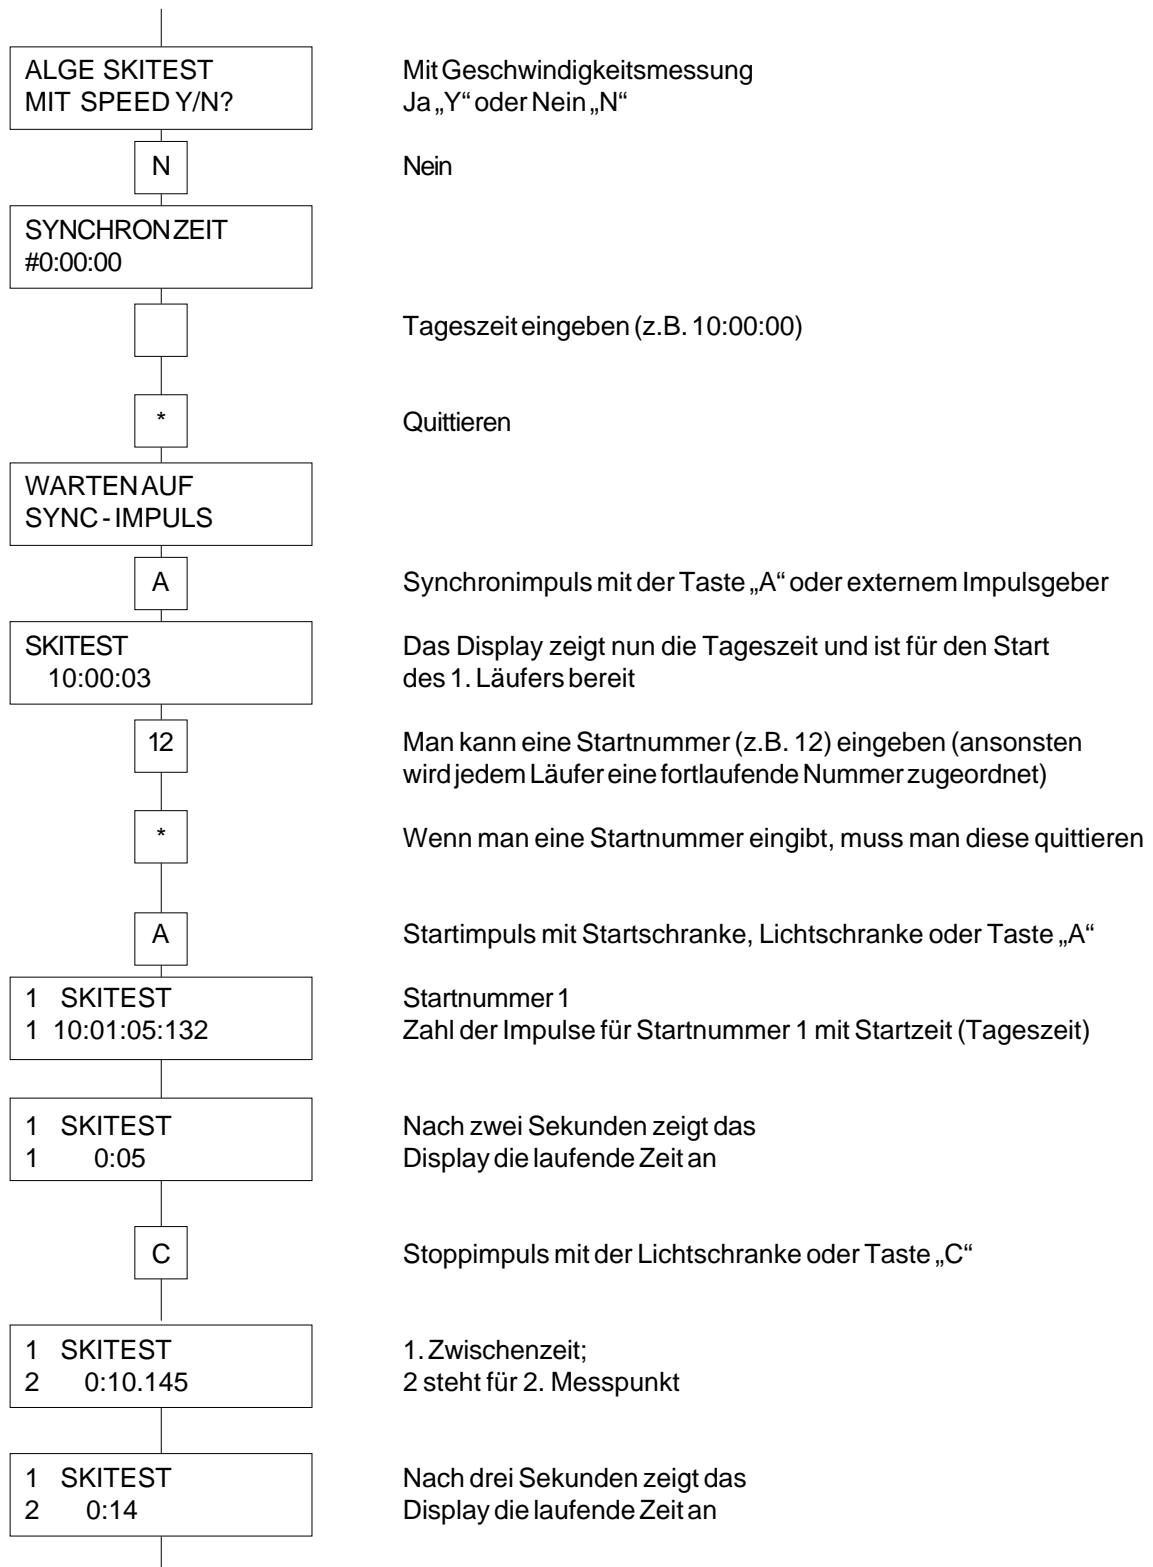 ALGE SKITEST
MIT SPEED Y/N?
Mit Geschwindigkeitsmessung
Ja „Y“ oder Nein „N“
N
Nein
SYNCHRONZEIT
#0:00:00
Tageszeit eingeben (z.B. 10:00:00)
*
Quittieren
WARTEN AUF
SYNC - IMPULS
A
Synchronimpuls mit der Taste „A“ oder externem Impulsgeber
SKITEST
10:00:03
Das Display zeigt nun die Tageszeit und ist für den Start
des 1. Läufers bereit
12
Man kann eine Startnummer (z.B. 12) eingeben (ansonsten
wird jedem Läufer eine fortlaufende Nummer zugeordnet)
*
Wenn man eine Startnummer eingibt, muss man diese quittieren
A
Startimpuls mit Startschranke, Lichtschranke oder Taste „A“
1 SKITEST
1 10:01:05:132
Startnummer 1
Zahl der Impulse für Startnummer 1 mit Startzeit (Tageszeit)
1 SKITEST
1 0:05
Nach zwei Sekunden zeigt das
Display die laufende Zeit an
C
Stoppimpuls mit der Lichtschranke oder Taste „C“
1 SKITEST
2 0:10.145
1. Zwischenzeit;
2 steht für 2. Messpunkt
1 SKITEST
2 0:14
Nach drei Sekunden zeigt das
Display die laufende Zeit an